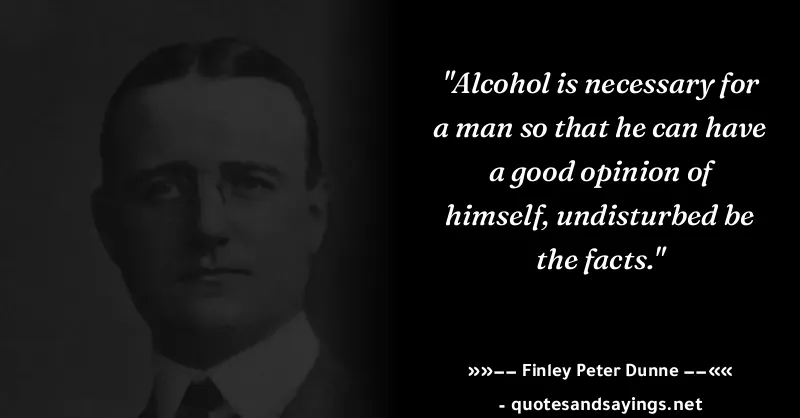 "Alcohol is necessary for
a man so that he can have
a good opinion of
himself, undisturbed be
the facts."
»»–– Finley Peter Dunne ––««
- quotesandsayings.net